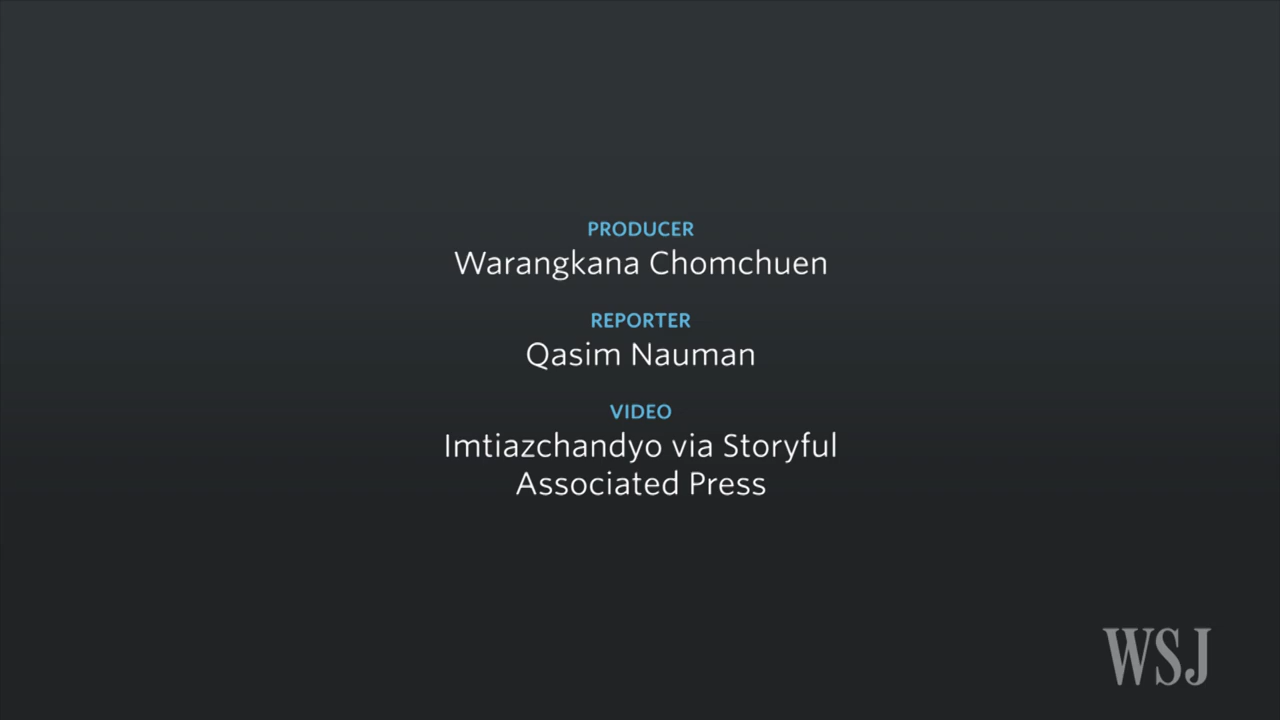 PRODUCER
Warangkana Chomchuen
REPORTER
Qasim Nauman
VIDEO
Imtiazchandyo via Storyful
Associated Press
WSJ